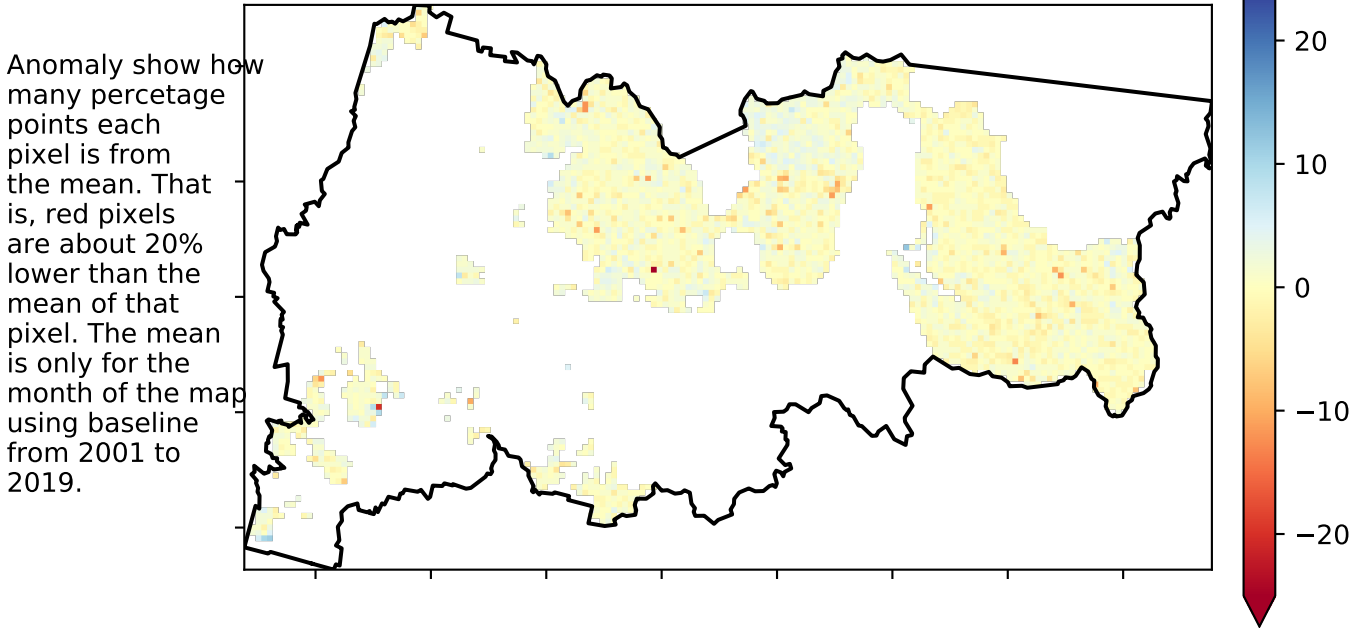 Anomaly show how
many percetage
points each
pixel is from
the mean. That
is, red pixels
are about 20%
lower than the
mean of that
pixel. The mean
is only for the
month of the map
using baseline
from 2001 to
2019.
20
10
0
−10
−20